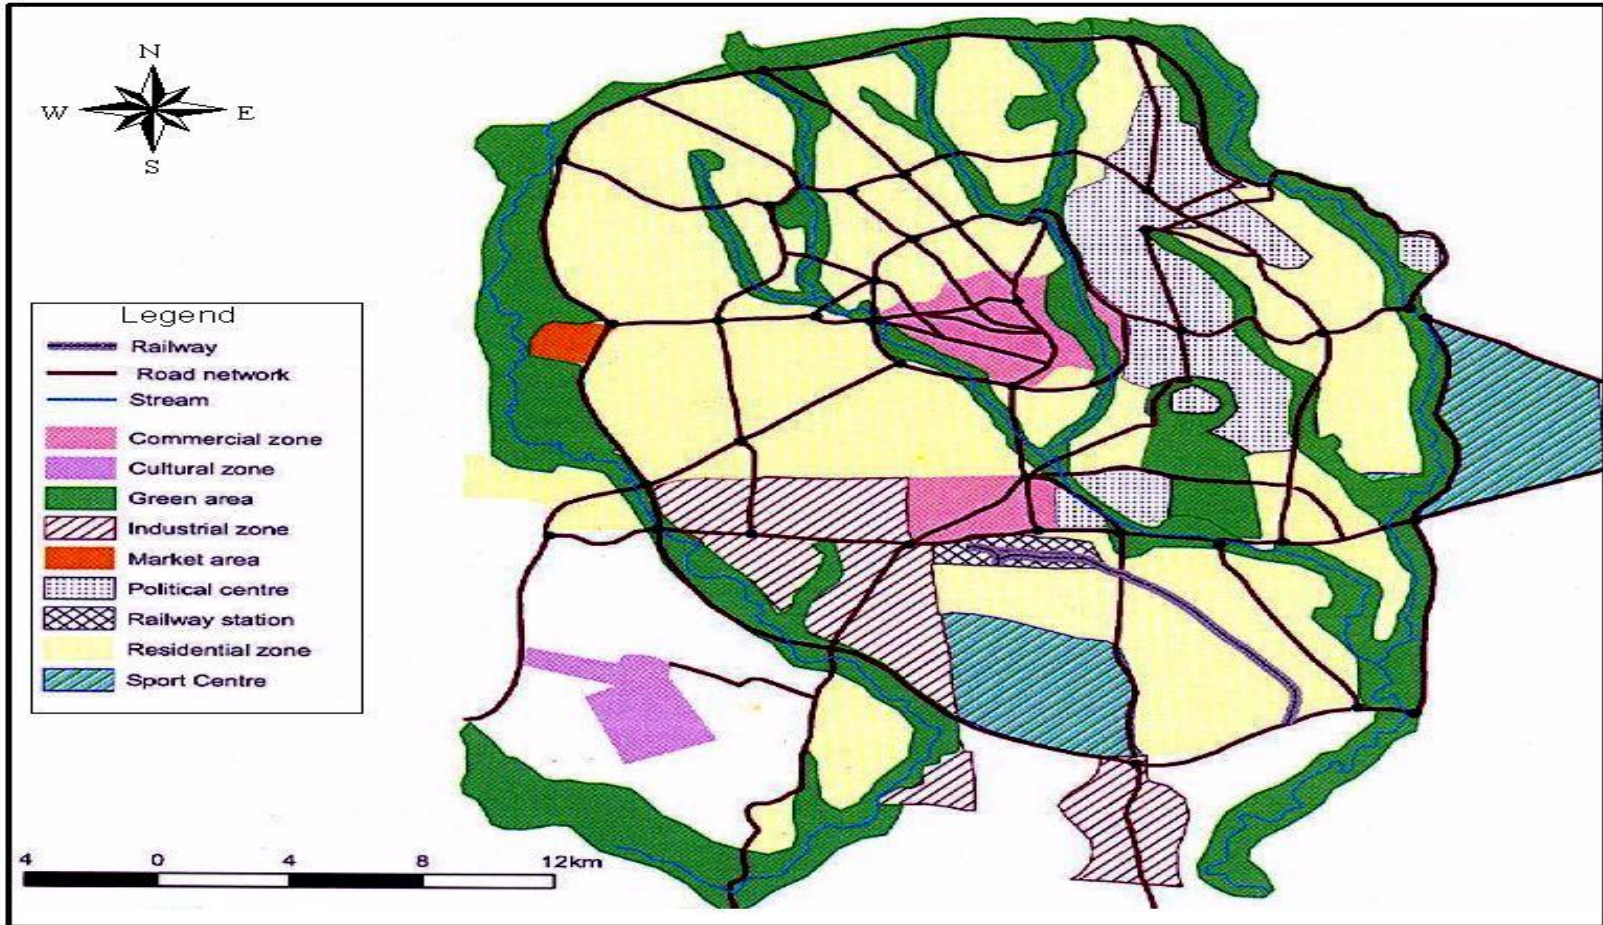 N
W E
S
Legend
Railway
Road network
Stream
Commercial zone
Cultural zone
Green area
Industrial zone
Market area
Political centre
Railway station
Residential zone
Sport Centre
4 0 4 8 12km